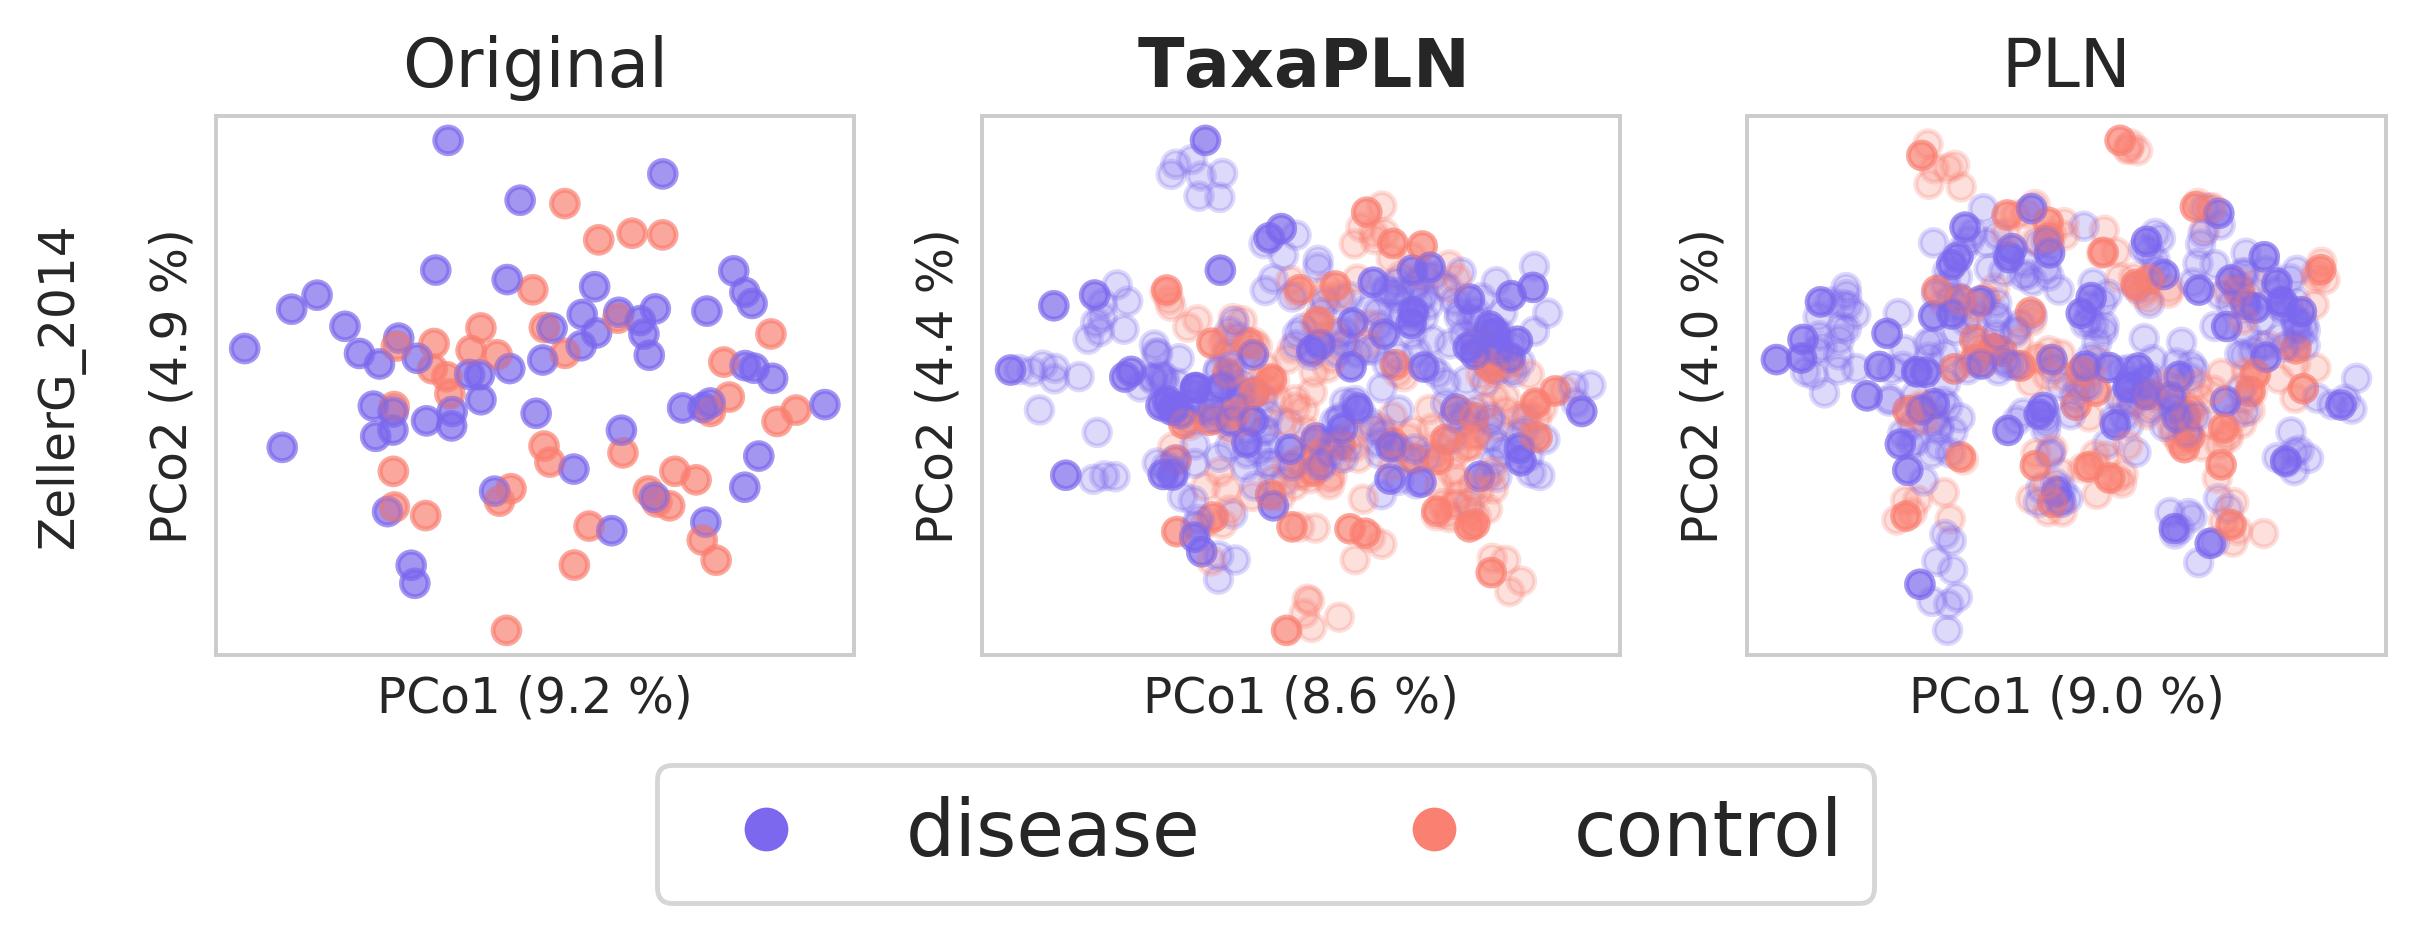 Original
TaxaPLN
PLN
ZellerG_2014
PCo2 (4.9 %)
PCo2 (4.4 %)
PCo2 (4.0 %)
PCo1 (9.2 %)
PCo1 (8.6 %)
PCo1 (9.0 %)
disease
control